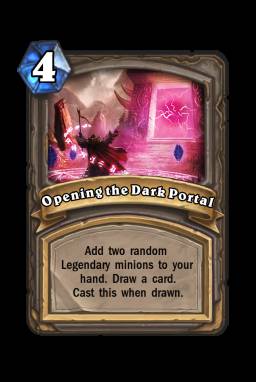 4
Opening the Dark Portal
Add two random
Legendary minions to your
hand. Draw a card.
Cast this when drawn.